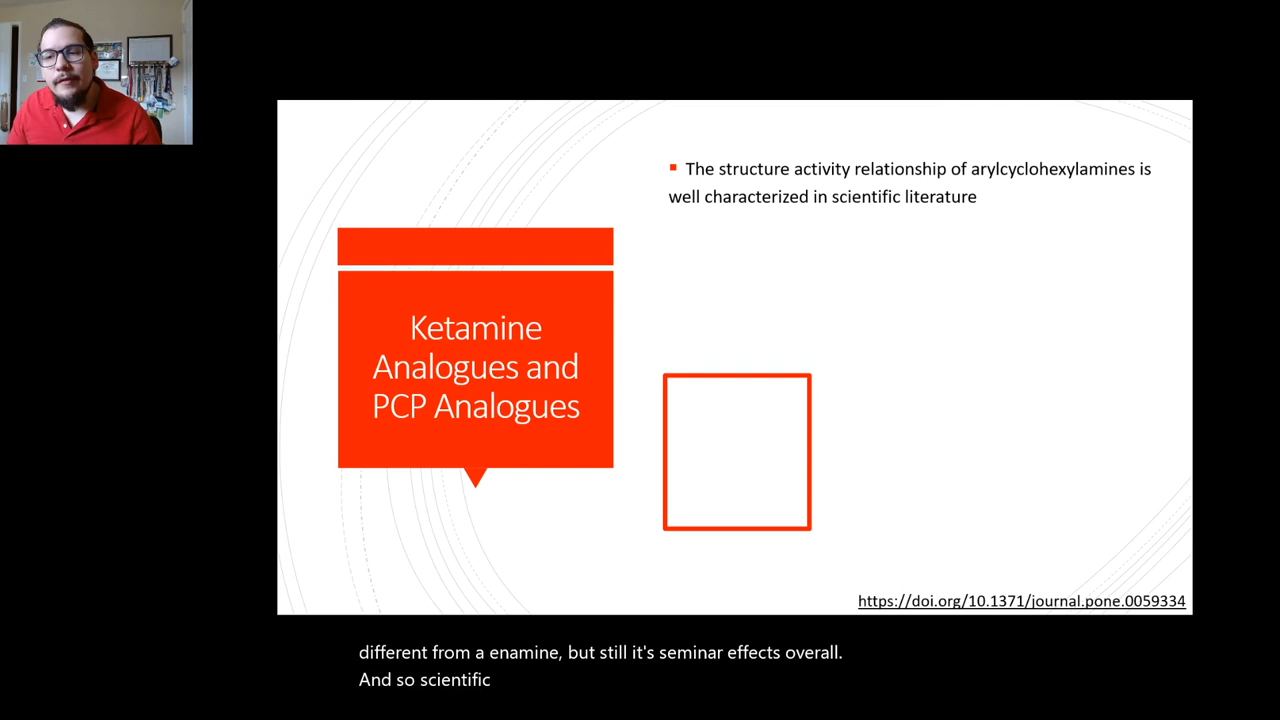 The structure activity relationship of arylcyclohexylamines is
well characterized in scientific literature
Ketamine
Analogues and
PCP Analogues
https://doi.org/10.1371/journal.pone.0059334
different from a enamine, but still it's seminar effects overall.
And so scientific